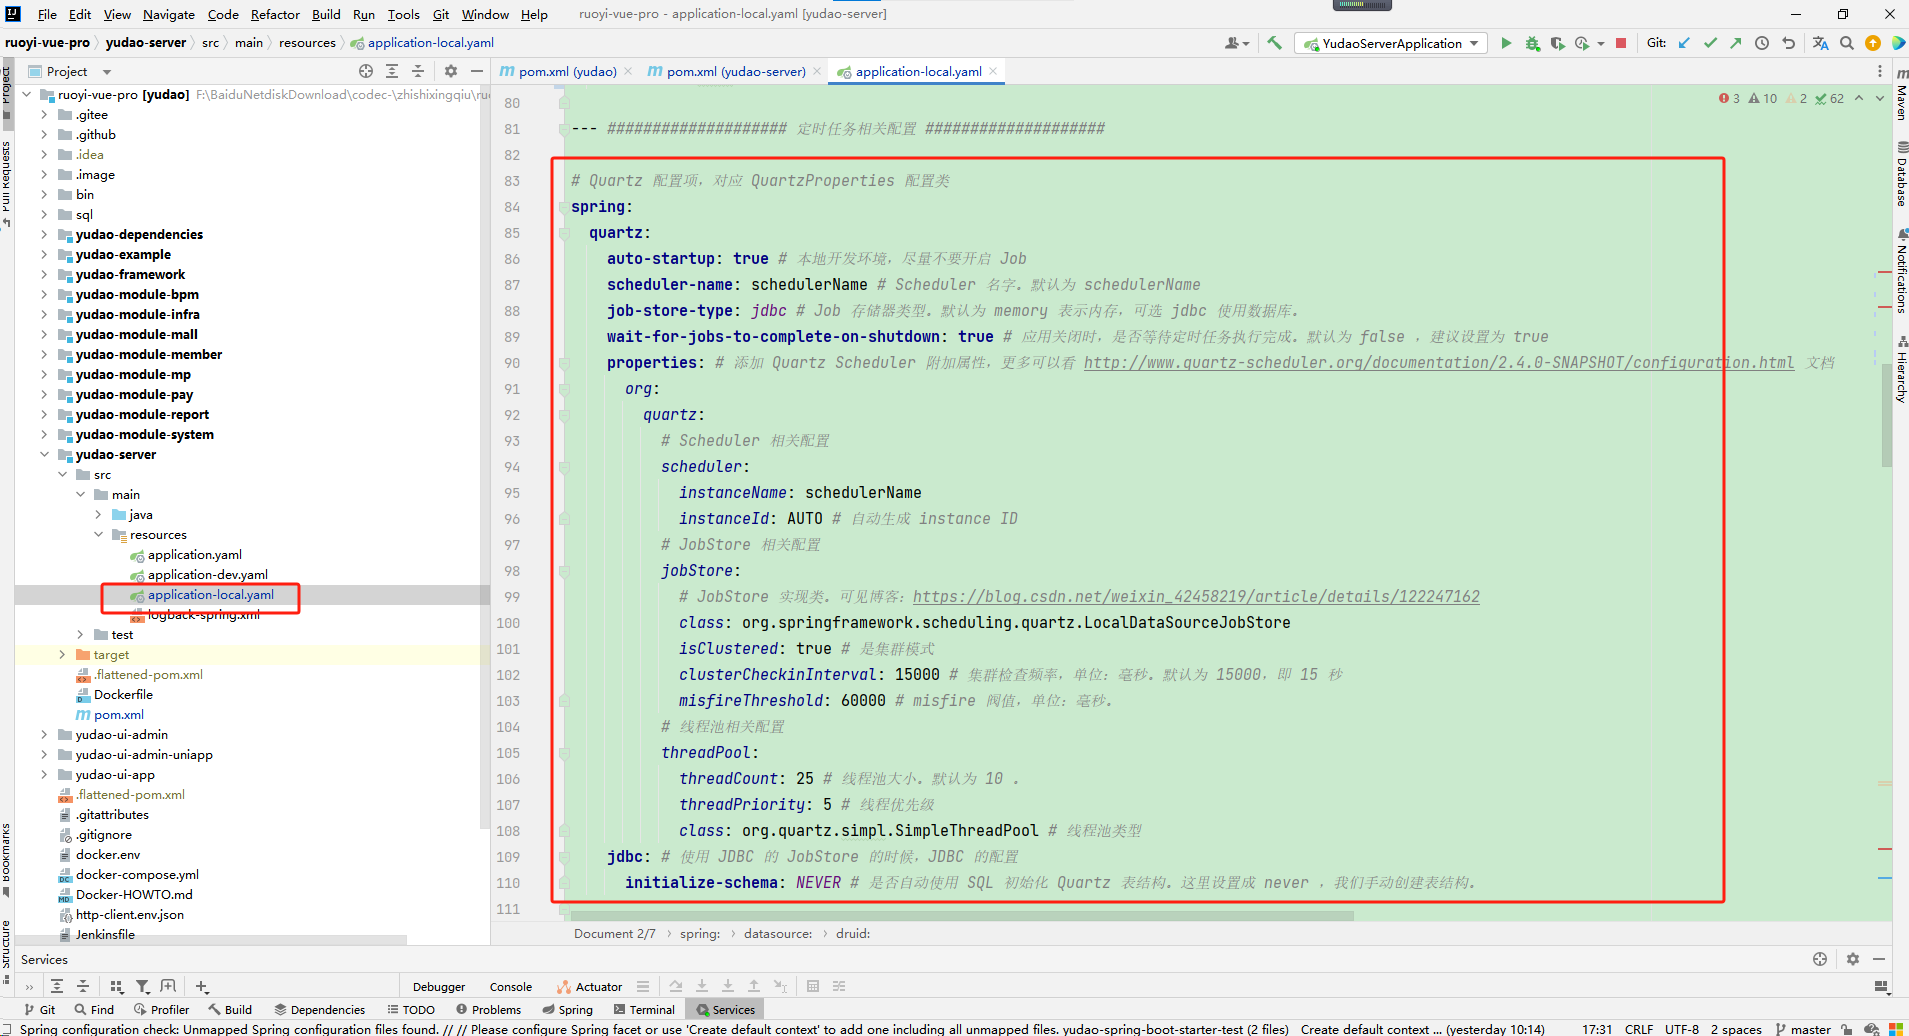 File Edit View Navigate Code Refactor Build Run Tools Git Window Help ruoyi-vue-pro - application-local.yaml [yudao-server]
ruoyi-vue-pro yudao-server src main resources application-local.yaml YudaoServerApplication Git:
Project
pom.xml (yudao) pom.xml (yudao-server) application-local.yaml
3 10 2 62
Project
Pull Requests
Bookmarks
Structure
ruoyi-vue-pro [yudao] F:\BaiduNetdiskDownload\codec-\zhishixingqiu\ruo
.gitee
.github
.idea
.image
bin
sql
yudao-dependencies
yudao-example
yudao-framework
yudao-module-bpm
yudao-module-infra
yudao-module-mall
yudao-module-member
yudao-module-mp
yudao-module-pay
yudao-module-report
yudao-module-system
yudao-server
src
main
java
resources
application.yaml
application-dev.yaml
application-local.yaml
logback-spring.xml
test
target
.flattened-pom.xml
Dockerfile
pom.xml
yudao-ui-admin
yudao-ui-admin-uniapp
yudao-ui-app
.flattened-pom.xml
.gitattributes
.gitignore
docker.env
docker-compose.yml
Docker-HOWTO.md
http-client.env.json
Jenkinsfile
80
81 --- #################### 定时任务相关配置 ####################
82
83 # Quartz 配置项，对应 QuartzProperties 配置类
84 spring:
85 quartz:
86 auto-startup: true # 本地开发环境，尽量不要开启 Job
87 scheduler-name: schedulerName # Scheduler 名字。默认为 schedulerName
88 job-store-type: jdbc # Job 存储器类型。默认为 memory 表示内存，可选 jdbc 使用数据库。
89 wait-for-jobs-to-complete-on-shutdown: true # 应用关闭时，是否等待定时任务执行完成。默认为 false ，建议设置为 true
90 properties: # 添加 Quartz Scheduler 附加属性，更多可以看 http://www.quartz-scheduler.org/documentation/2.4.0-SNAPSHOT/configuration.html 文档
91 org:
92 quartz:
93 # Scheduler 相关配置
94 scheduler:
95 instanceName: schedulerName
96 instanceId: AUTO # 自动生成 instance ID
97 # JobStore 相关配置
98 jobStore:
99 # JobStore 实现类。可见博客：https://blog.csdn.net/weixin_42458219/article/details/122247162
100 class: org.springframework.scheduling.quartz.LocalDataSourceJobStore
101 isClustered: true # 是集群模式
102 clusterCheckinInterval: 15000 # 集群检查频率，单位：毫秒。默认为 15000，即 15 秒
103 misfireThreshold: 60000 # misfire 阀值，单位：毫秒。
104 # 线程池相关配置
105 threadPool:
106 threadCount: 25 # 线程池大小。默认为 10 。
107 threadPriority: 5 # 线程优先级
108 class: org.quartz.simpl.SimpleThreadPool # 线程池类型
109 jdbc: # 使用 JDBC 的 JobStore 的时候，JDBC 的配置
110 initialize-schema: NEVER # 是否自动使用 SQL 初始化 Quartz 表结构。这里设置成 never ，我们手动创建表结构。
111
Document 2/7 spring: datasource: druid:
Maven
Database
Notifications
Hierarchy
Services
Debugger Console Actuator
Git Find Profiler Build Dependencies TODO Problems Spring Terminal Services
Spring configuration check: Unmapped Spring configuration files found. // // Please configure Spring facet or use 'Create default context' to add one including all unmapped files. yudao-spring-boot-starter-test (2 files) Create default context ... (yesterday 10:14) 17:31 CRLF UTF-8 2 spaces master